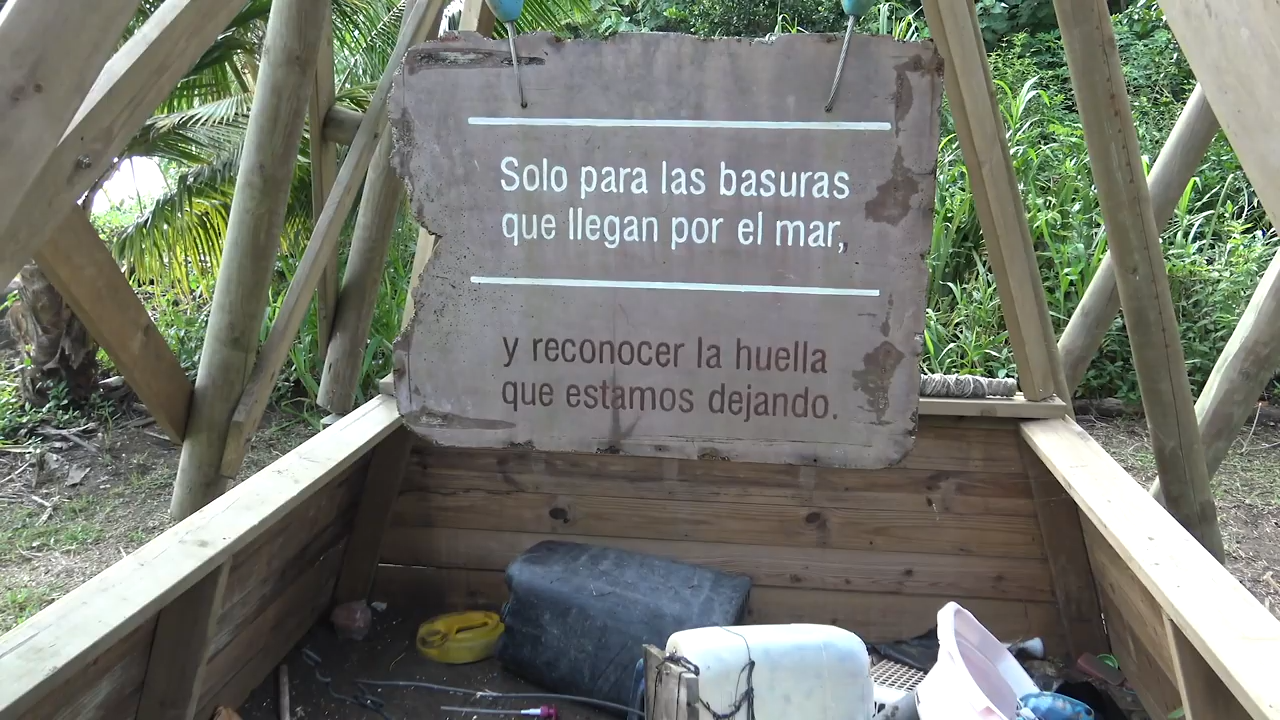 Solo para las basuras
que llegan por el mar,
y reconocer la huella
que estamos dejando.